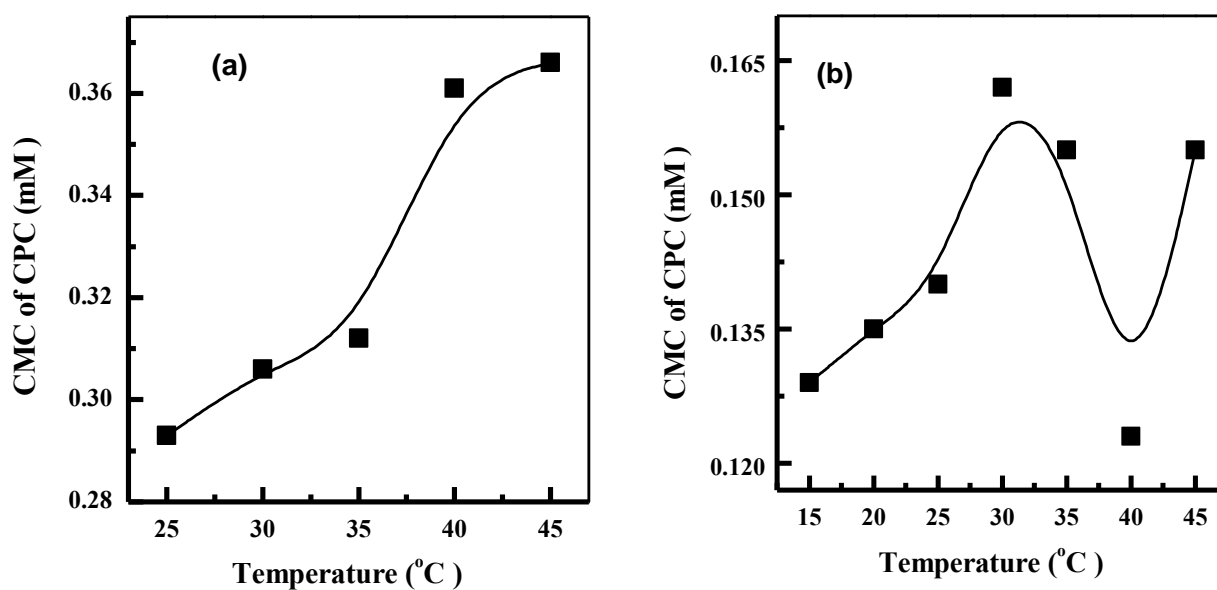 (a)
CMC of CPC (mM )
0.36
0.34
0.32
0.30
0.28
25 30 35 40 45
Temperature (°C )
(b)
CMC of CPC (mM )
0.165
0.150
0.135
0.120
15 20 25 30 35 40 45
Temperature (°C )